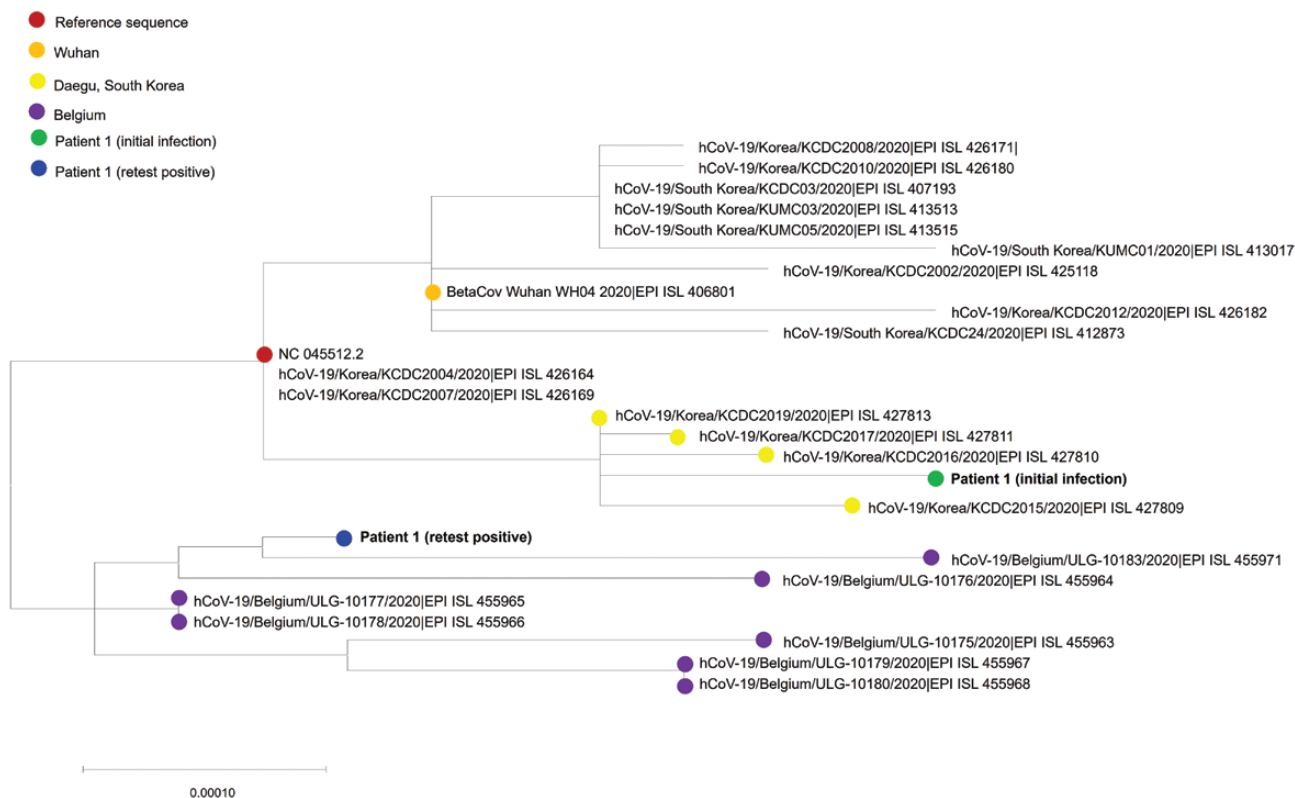 Reference sequence
Wuhan
Daegu, South Korea
Belgium
Patient 1 (initial infection)
Patient 1 (retest positive)
hCoV-19/Korea/KCDC2008/2020|EPI ISL 426171|
hCoV-19/Korea/KCDC2010/2020|EPI ISL 426180
hCoV-19/South Korea/KCDC03/2020|EPI ISL 407193
hCoV-19/South Korea/KUMC03/2020|EPI ISL 413513
hCoV-19/South Korea/KUMC05/2020|EPI ISL 413515
hCoV-19/South Korea/KUMC01/2020|EPI ISL 413017
hCoV-19/Korea/KCDC2002/2020|EPI ISL 425118
BetaCov Wuhan WH04 2020|EPI ISL 406801
hCoV-19/Korea/KCDC2012/2020|EPI ISL 426182
hCoV-19/South Korea/KCDC24/2020|EPI ISL 412873
NC 045512.2
hCoV-19/Korea/KCDC2004/2020|EPI ISL 426164
hCoV-19/Korea/KCDC2007/2020|EPI ISL 426169
hCoV-19/Korea/KCDC2019/2020|EPI ISL 427813
hCoV-19/Korea/KCDC2017/2020|EPI ISL 427811
hCoV-19/Korea/KCDC2016/2020|EPI ISL 427810
Patient 1 (initial infection)
hCoV-19/Korea/KCDC2015/2020|EPI ISL 427809
Patient 1 (retest positive)
hCoV-19/Belgium/ULG-10183/2020|EPI ISL 455971
hCoV-19/Belgium/ULG-10176/2020|EPI ISL 455964
hCoV-19/Belgium/ULG-10177/2020|EPI ISL 455965
hCoV-19/Belgium/ULG-10178/2020|EPI ISL 455966
hCoV-19/Belgium/ULG-10175/2020|EPI ISL 455963
hCoV-19/Belgium/ULG-10179/2020|EPI ISL 455967
hCoV-19/Belgium/ULG-10180/2020|EPI ISL 455968
0.00010